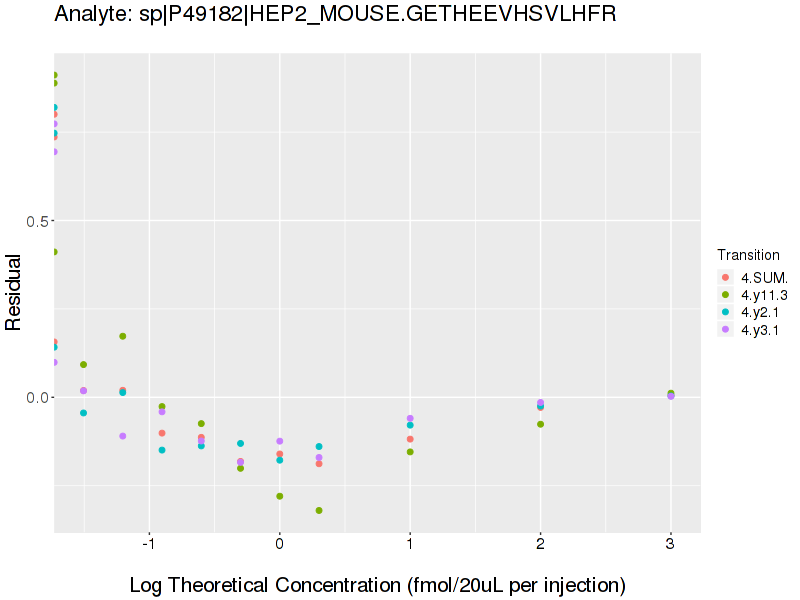 Analyte: sp|P49182|HEP2_MOUSE.GETHEEVHSVLHFR
Residual
0.5
0.0
-1
0
1
2
3
Log Theoretical Concentration (fmol/20uL per injection)
Transition
4.SUM.
4.y11.3
4.y2.1
4.y3.1